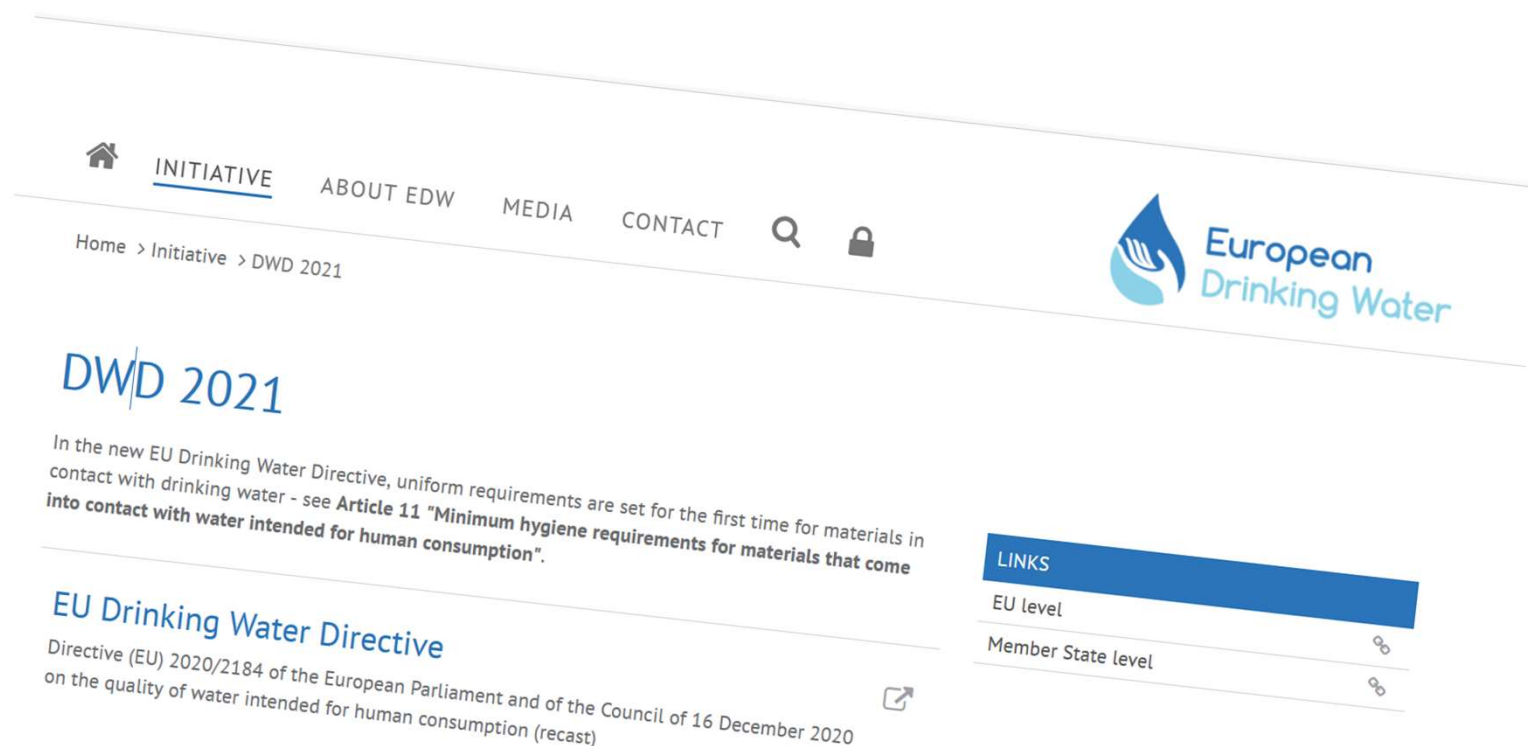 INITIATIVE ABOUT EDW MEDIA CONTACT
European
Drinking Water
Home > Initiative > DWD 2021
DWD 2021
In the new EU Drinking Water Directive, uniform requirements are set for the first time for materials in
contact with drinking water - see Article 11 "Minimum hygiene requirements for materials that come
into contact with water intended for human consumption".
LINKS
EU level
Member State level
EU Drinking Water Directive
Directive (EU) 2020/2184 of the European Parliament and of the Council of 16 December 2020
on the quality of water intended for human consumption (recast)